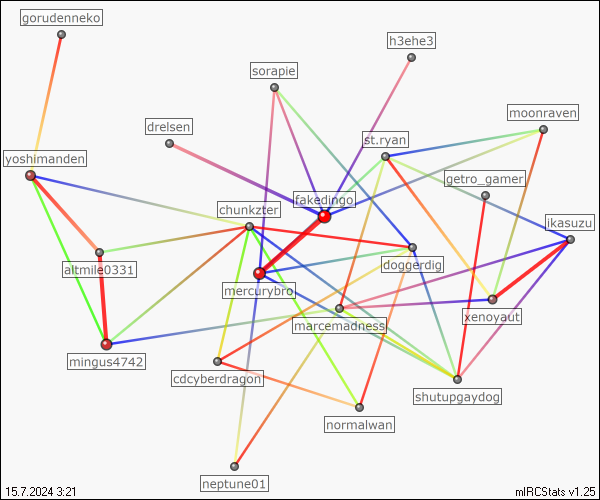 gorudenneko
h3ehe3
sorapie
moonraven
drelsen
st.ryan
yoshimanden
getro_gamer
fakedingo
chunkzter
ikasuzu
altmile0331
doggerdig
mercurybro
xenoyaut
marcemadness
mingus4742
cdcyberdragon
shutupgaydog
normalwan
neptune01
15.7.2024 3:21
mIRCStats v1.25